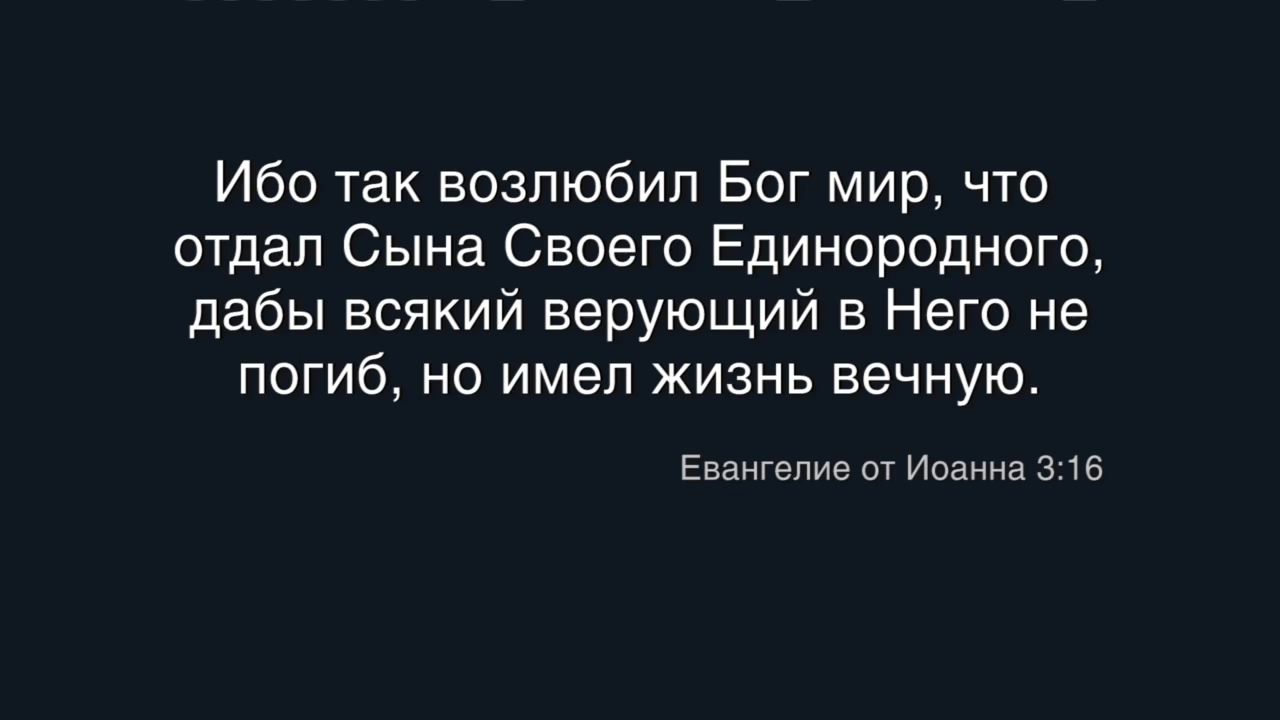 Ибо так возлюбил Бог мир, что
отдал Сына Своего Единородного,
дабы всякий верующий в Него не
погиб, но имел жизнь вечную.
Евангелие от Иоанна 3:16